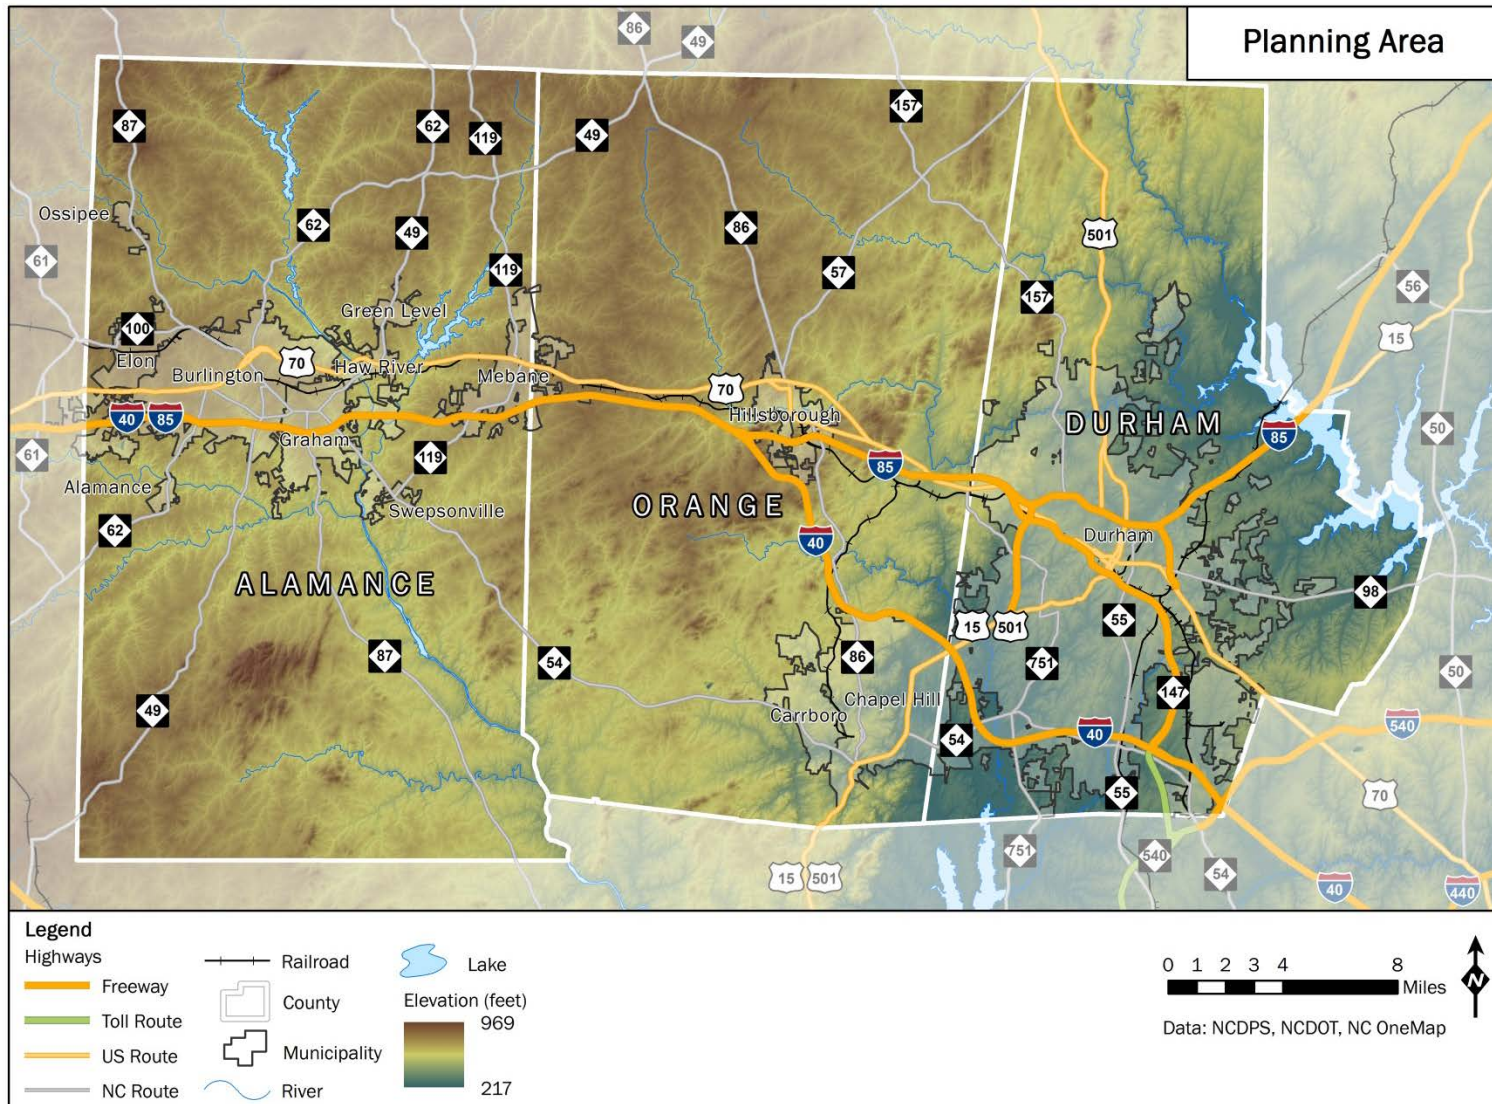 Planning Area
86
49
87
62
119
49
157
Ossipee
62
49
86
501
61
119
57
157
56
Green Level
100
15
Elon
70
Haw River
Burlington
Mebane
70
40
85
Hillsborough
DURHAM
85
50
Graham
61
119
85
Alamance
ORANGE
Swepsonville
62
40
Durham
ALAMANCE
98
15
501
55
87
54
86
751
50
49
Carrboro
Chapel Hill
147
54
40
540
55
70
751
540
54
15
501
40
440
Legend
Highways
Freeway
Toll Route
US Route
NC Route
Railroad
County
Municipality
River
Lake
Elevation (feet)
969
217
0 1 2 3 4 8
Miles
N
Data: NCDPS, NCDOT, NC OneMap